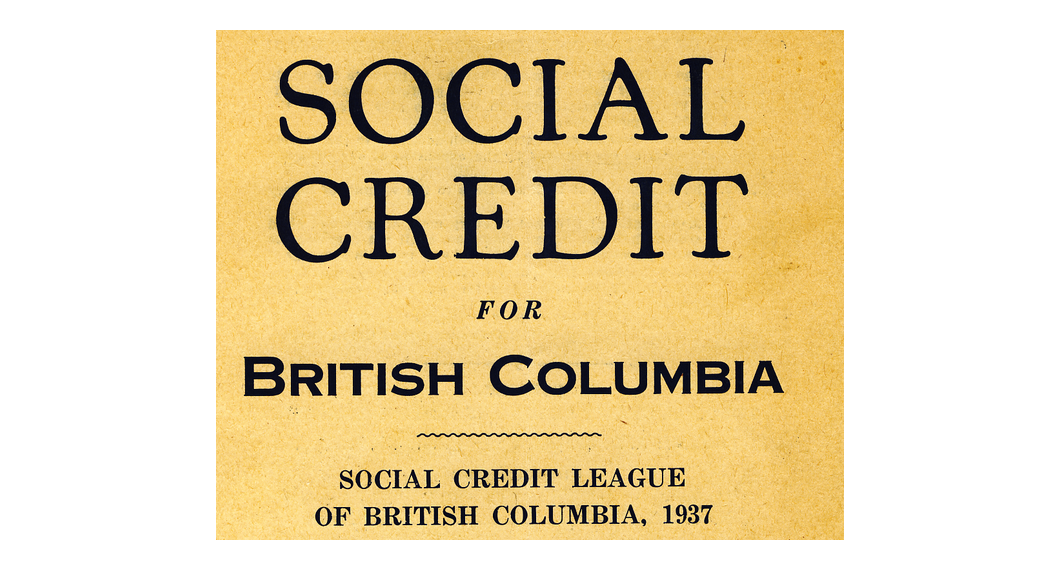 SOCIAL
CREDIT
FOR
BRITISH COLUMBIA
SOCIAL CREDIT LEAGUE
OF BRITISH COLUMBIA, 1937